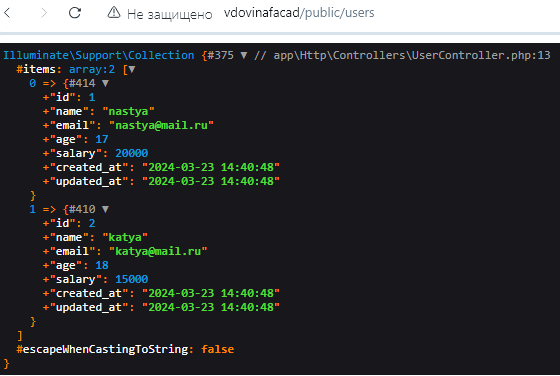 Не защищено vdovinafacad/public/users
Illuminate\Support\Collection {#375 ▼ // app\Http\Controllers\UserController.php:13
#items: array:2 [▼
0 => {#414 ▼
+"id": 1
+"name": "nastya"
+"email": "nastya@mail.ru"
+"age": 17
+"salary": 20000
+"created_at": "2024-03-23 14:40:48"
+"updated_at": "2024-03-23 14:40:48"
}
1 => {#410 ▼
+"id": 2
+"name": "katya"
+"email": "katya@mail.ru"
+"age": 18
+"salary": 15000
+"created_at": "2024-03-23 14:40:48"
+"updated_at": "2024-03-23 14:40:48"
}
]
#escapeWhenCastingToString: false
}